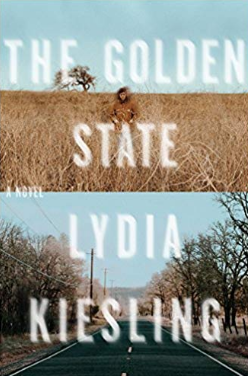 THE GOLDEN
STATE
A NOVEL
LYDIA
KIESLING